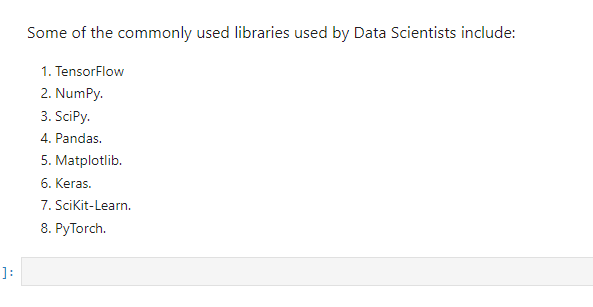 Some of the commonly used libraries used by Data Scientists include:
1. TensorFlow
2. NumPy.
3. SciPy.
4. Pandas.
5. Matplotlib.
6. Keras.
7. SciKit-Learn.
8. PyTorch.
]: